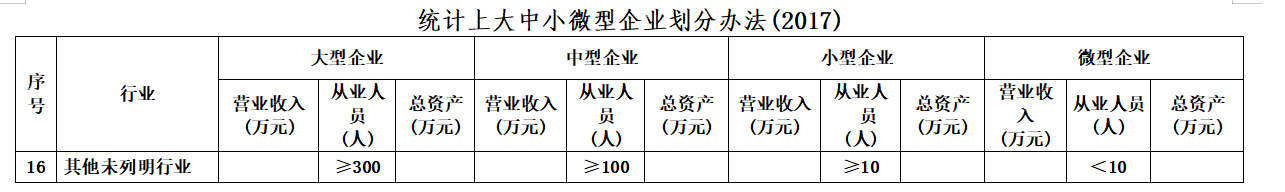 统计上大中小微型企业划分办法(2017)
序号 行业 大型企业 中型企业 小型企业 微型企业
营业收入(万元) 从业人员(人) 总资产(万元) 营业收入(万元) 从业人员(人) 总资产(万元) 营业收入(万元) 从业人员(人) 总资产(万元) 营业收入(万元) 从业人员(人) 总资产(万元)
16 其他未列明行业 ≥300 ≥100 ≥10 ＜10